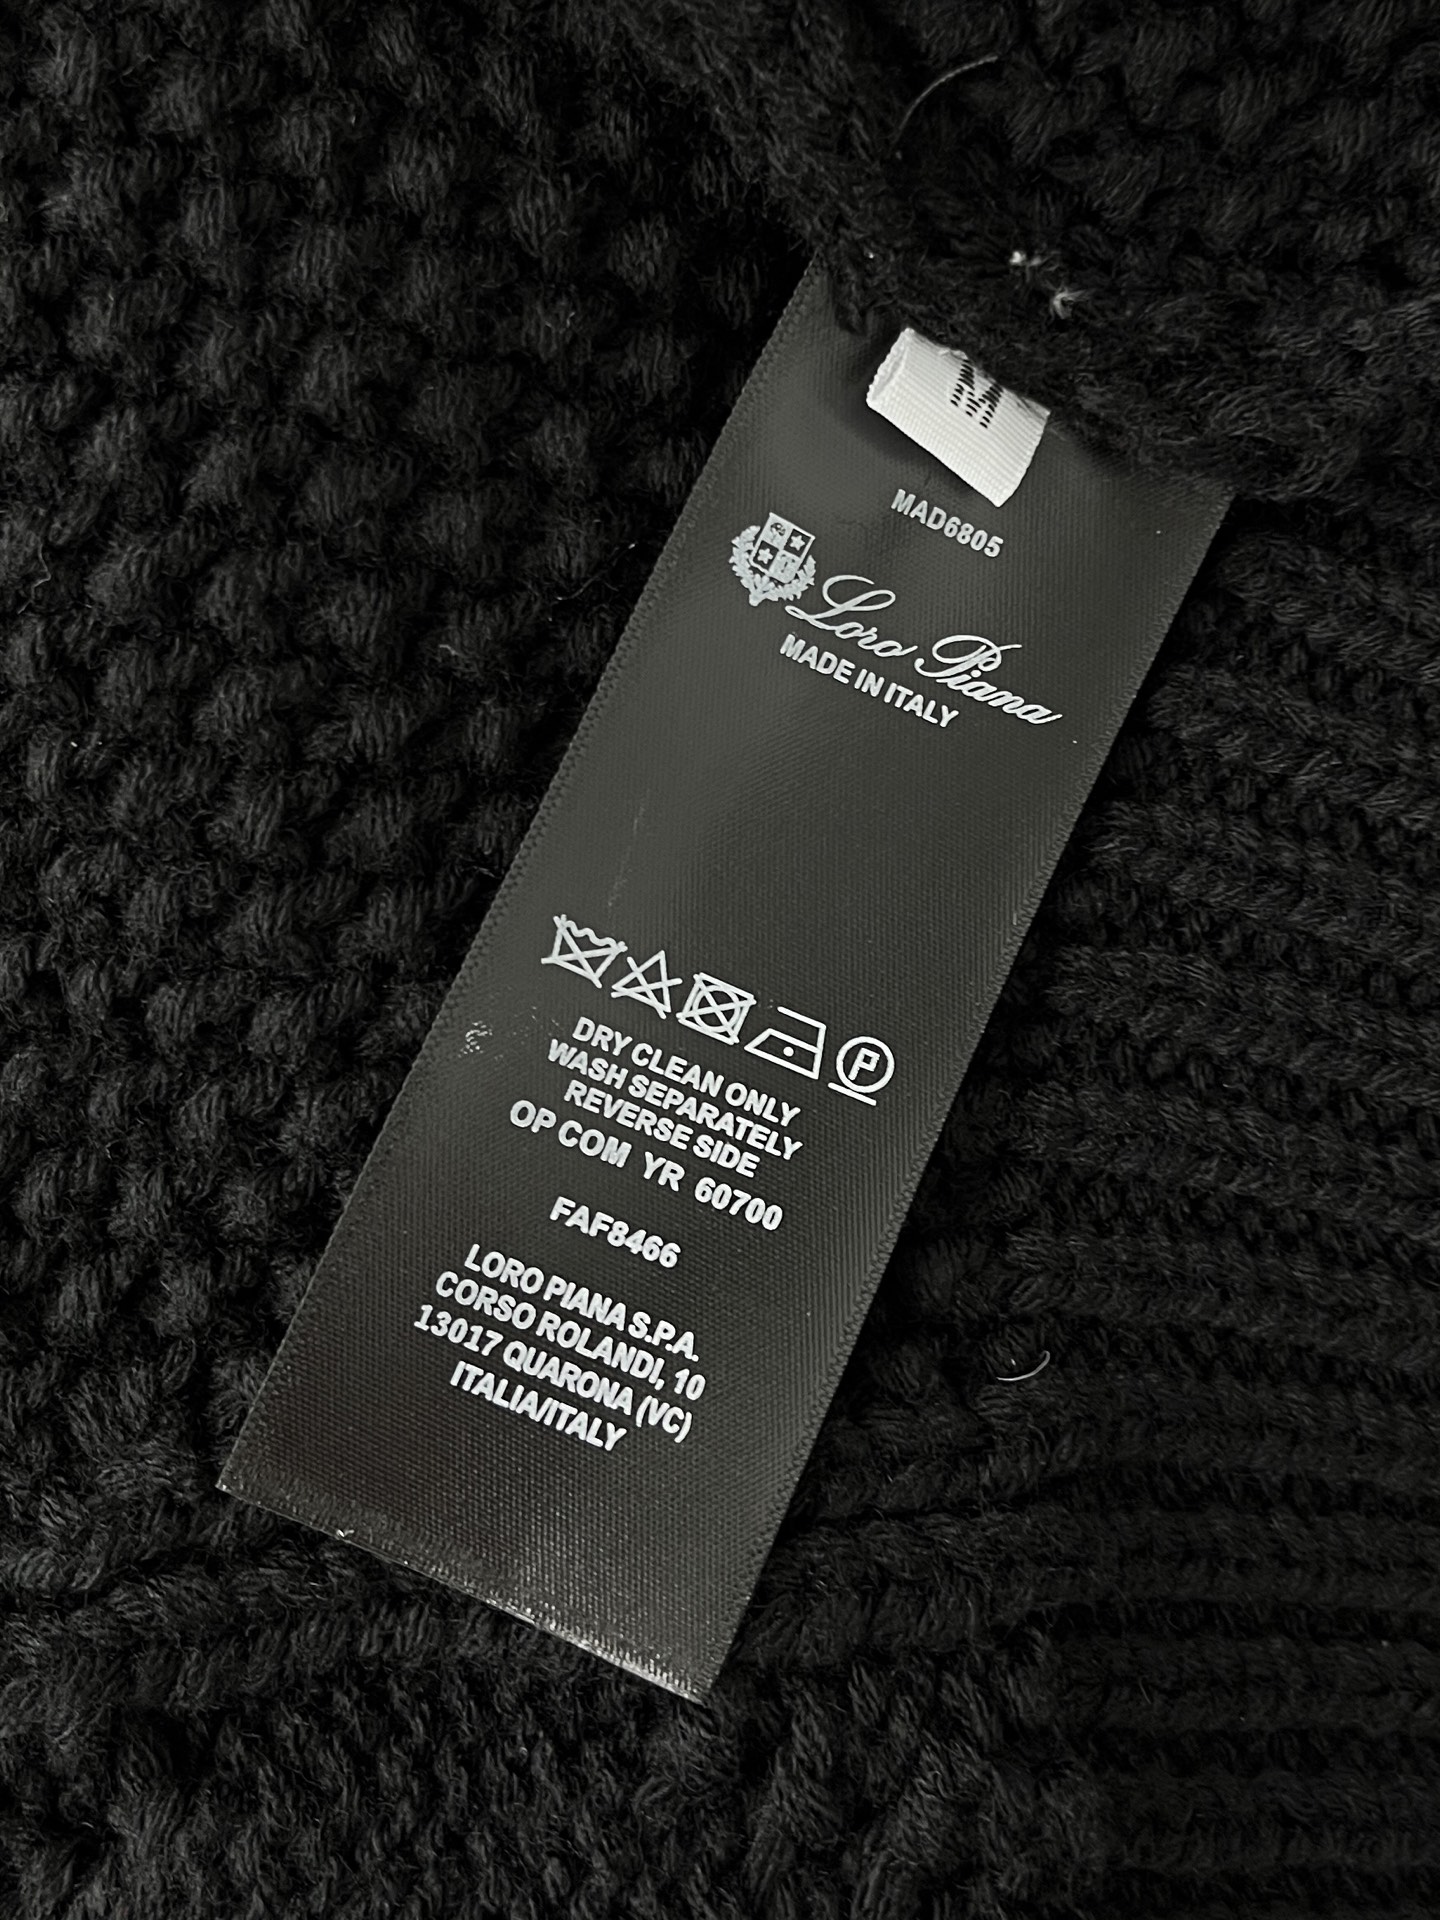 M
MAD6805
Loro Piana
MADE IN ITALY
P
DRY CLEAN ONLY
WASH SEPARATELY
REVERSE SIDE
OP COM YR 60700
FAF8466
LORO PIANA S.P.A.
CORSO ROLANDI, 10
13017 QUARONA (VC)
ITALIA/ITALY